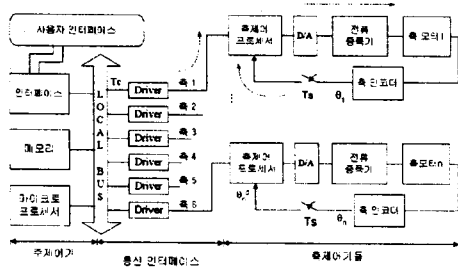 사용자 인터페이스
인터페이스
메모리
마이크로
프로세서
LOCAL BUS
Tc
Driver 축 1
Driver 축 2
Driver 축 3
Driver 축 4
Driver 축 5
Driver 축 6
축제어
프로세서
D/A
전류
증폭기
축 모터 1
축 인코더
Ts
θ1
축제어
프로세서
D/A
전류
증폭기
축모터n
축 인코더
Ts
θn
θn
주제어기
통신 인터페이스
축제어기들